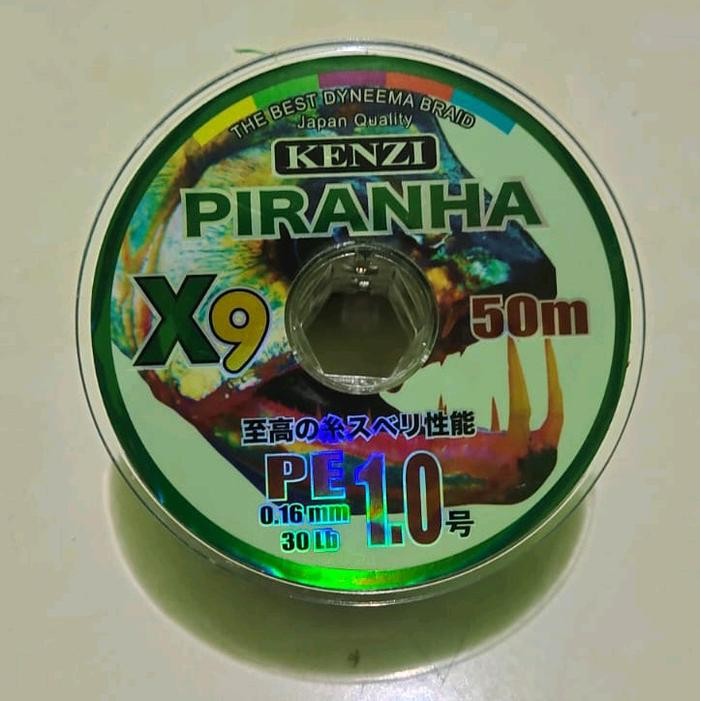 THE BEST DYNEEMA BRAID
Japan Quality
KENZI
PIRANHA
X9
50m
至高の糸スベリ性能
PE 1.0号
0.16 mm
30 Lb